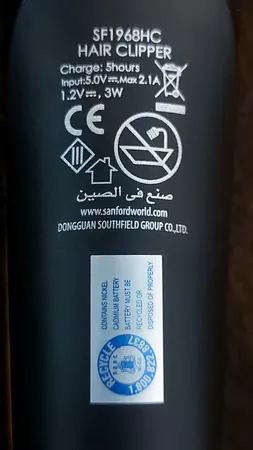 SF1968HC
HAIR CLIPPER
Charge: 5hours
Input:5.0V⎓,Max 2.1A
1.2V⎓, 3W
CE
III
صنع في الصين
www.sanfordworld.com
DONGGUAN SOUTHFIELD GROUP CO.,LTD.
CONTAINS NICKEL
CADMIUM BATTERY
BATTERY MUST BE
RECYCLED OR
DISPOSED OF PROPERLY
RECYCLE
1.800.822.8837